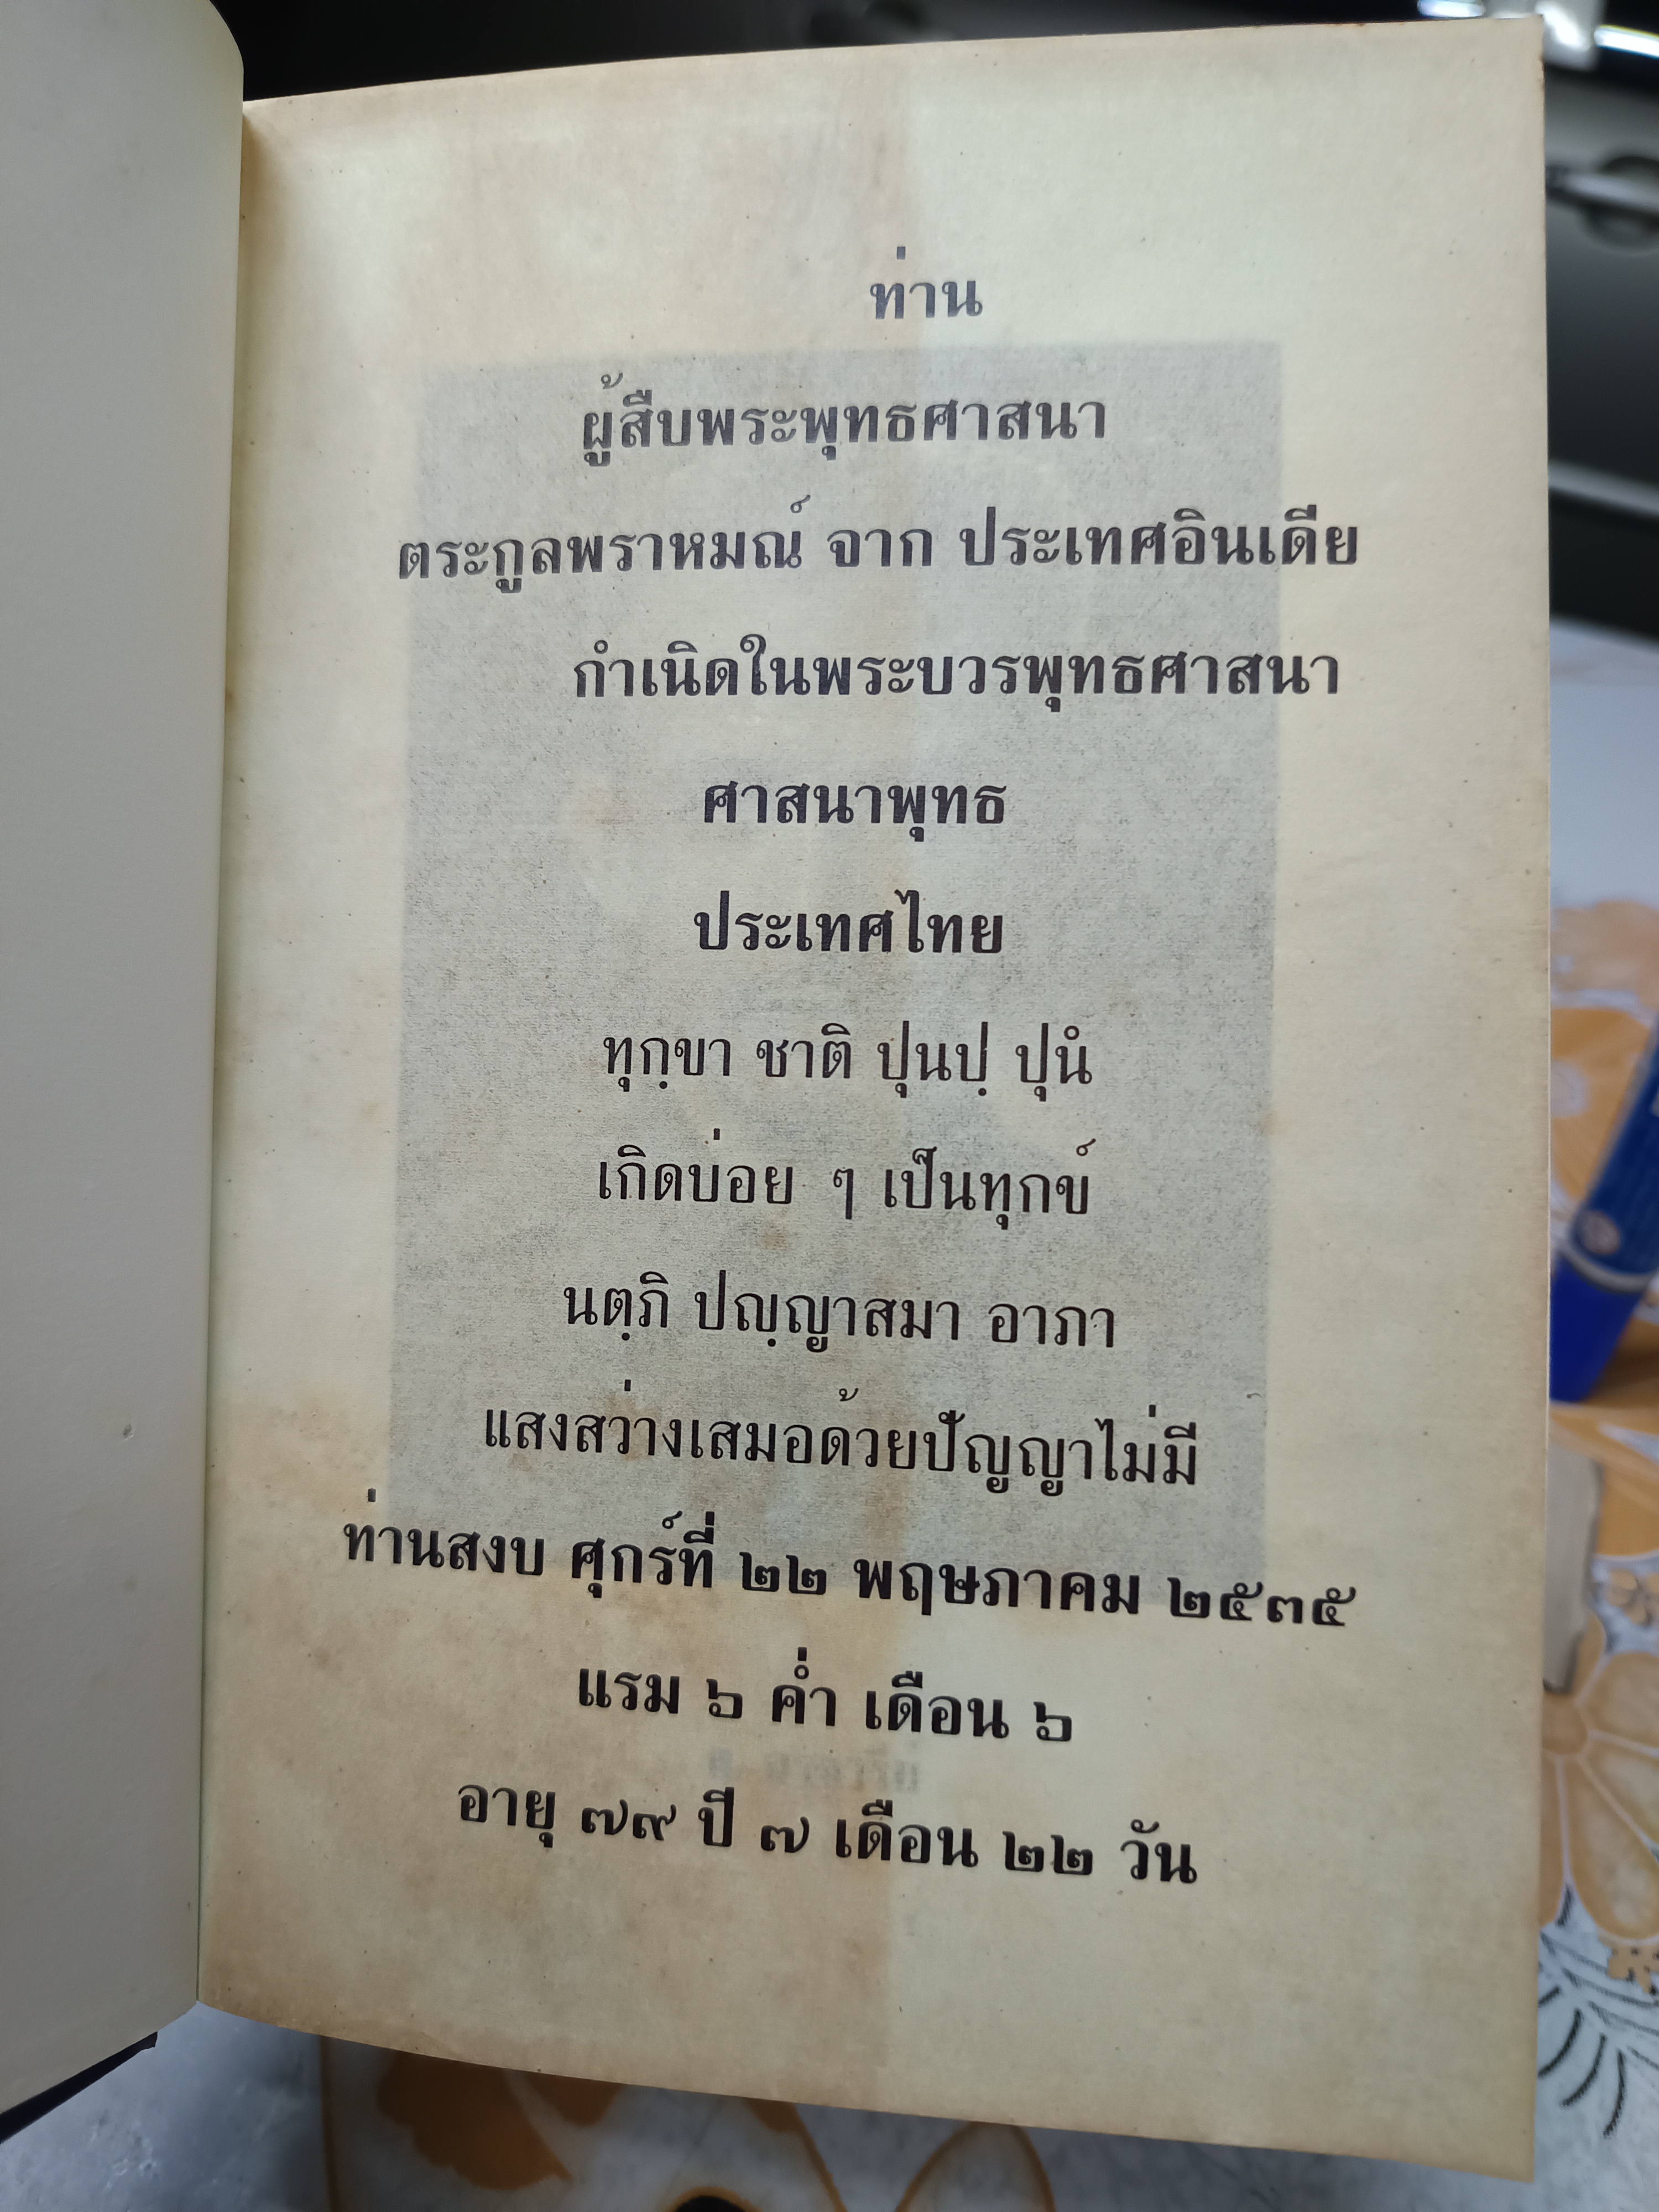 ท่าน
ผู้สืบพระพุทธศาสนา
ตระกูลพราหมณ์ จาก ประเทศอินเดีย
กำเนิดในพระบวรพุทธศาสนา
ศาสนาพุทธ
ประเทศไทย
ทุกฺขา ชาติ ปุนปฺ ปุนํ
เกิดบ่อย ๆ เป็นทุกข์
นตฺภิ ปญฺญาสมา อาภา
แสงสว่างเสมอด้วยปัญญาไม่มี
ท่านสงบ ศุกร์ที่ ๒๒ พฤษภาคม ๒๕๓๕
แรม ๖ ค่ำ เดือน ๖
อายุ ๗๙ ปี ๗ เดือน ๒๒ วัน